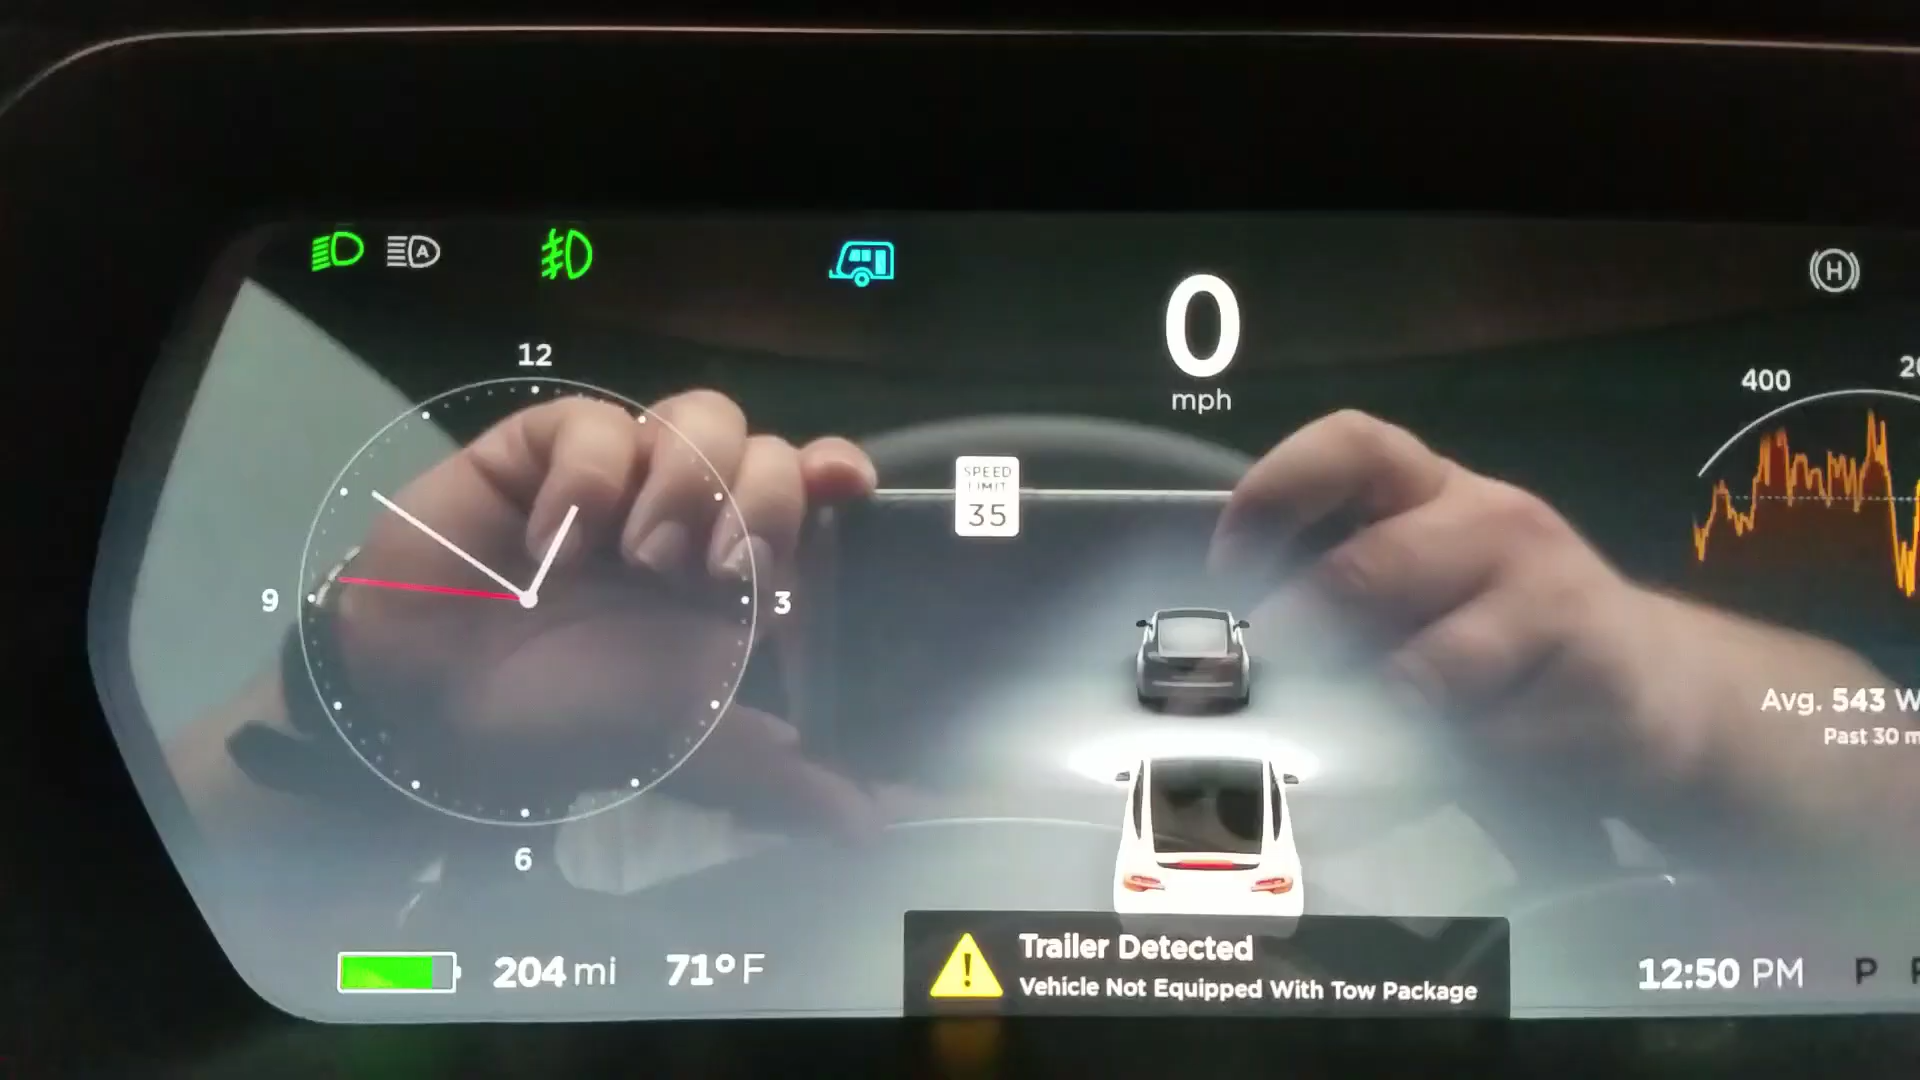 A
H
0
mph
12
9
3
6
SPEED
LIMIT
35
400
Avg. 543
Past 30
204 mi
71°F
Trailer Detected
Vehicle Not Equipped With Tow Package
12:50 PM
P